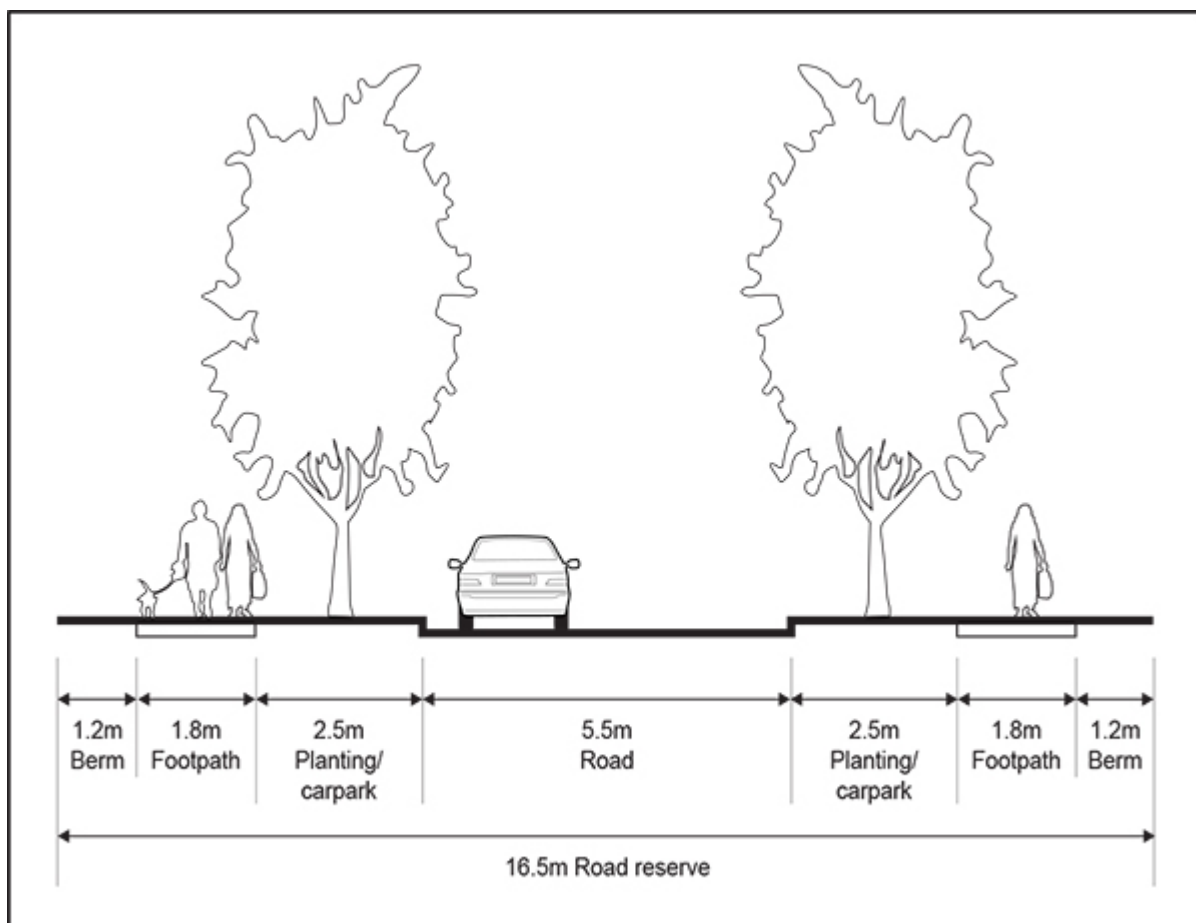 1.2m
Berm
1.8m
Footpath
2.5m
Planting/
carpark
5.5m
Road
2.5m
Planting/
carpark
1.8m
Footpath
1.2m
Berm
16.5m Road reserve